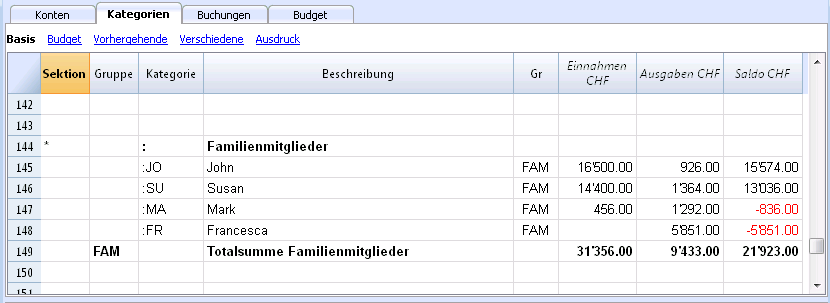 Konten Kategorien Buchungen Budget
Basis Budget Vorhergehende Verschiedene Ausdruck
Sektion Gruppe Kategorie Beschreibung Gr Einnahmen CHF Ausgaben CHF Saldo CHF
142
143
144 * : Familienmitglieder
145 :JO John FAM 16'500.00 926.00 15'574.00
146 :SU Susan FAM 14'400.00 1'364.00 13'036.00
147 :MA Mark FAM 456.00 1'292.00 -836.00
148 :FR Francesca FAM 5'851.00 -5'851.00
149 FAM Totalsumme Familienmitglieder 31'356.00 9'433.00 21'923.00
150
151